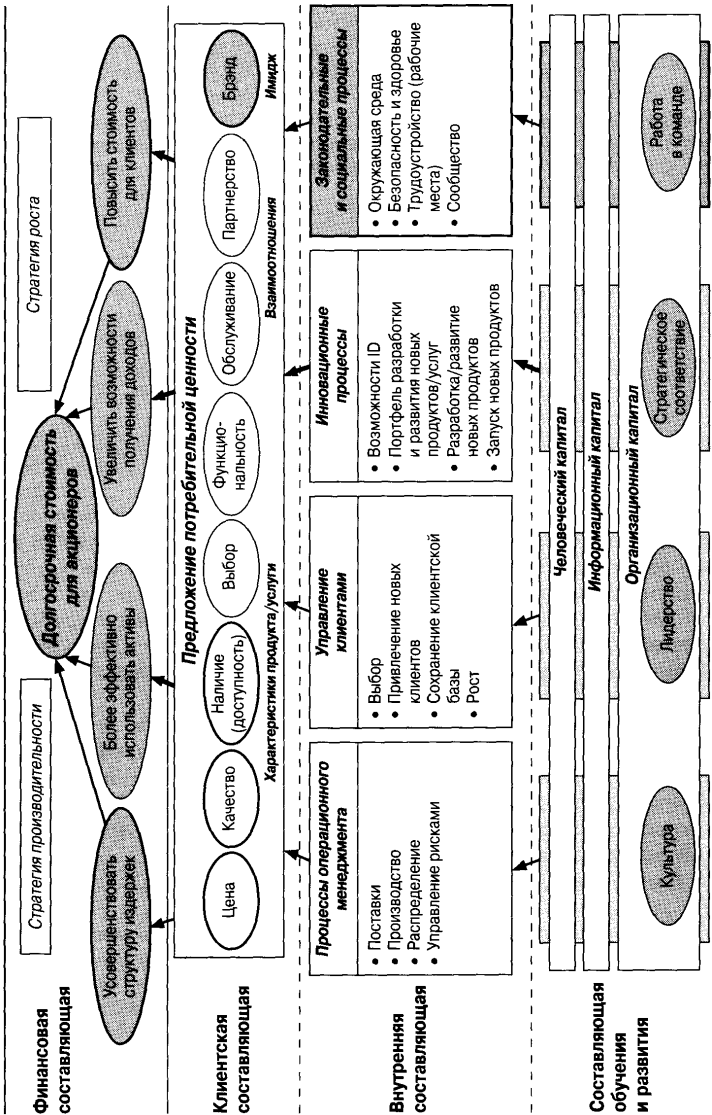 Финансовая
составляющая
Стратегия производительности
Стратегия роста
Долгосрочная стоимость
для акционеров
Усовершенствовать
структуру издержек
Более эффективно
использовать активы
Увеличить возможности
получения доходов
Повысить стоимость
для клиентов
Клиентская
составляющая
Предложение потребительной ценности
Цена
Качество
Наличие
(доступность)
Выбор
Функцио-
нальность
Обслуживание
Партнерство
Брэнд
Характеристики продукта/услуги
Взаимоотношения
Имидж
Внутренняя
составляющая
Процессы операционного
менеджмента
• Поставки
• Производство
• Распределение
• Управление рисками
Управление
клиентами
• Выбор
• Привлечение новых
клиентов
• Сохранение клиентской
базы
• Рост
Инновационные
процессы
• Возможности ID
• Портфель разработки
и развития новых
продуктов/услуг
• Разработка/развитие
новых продуктов
• Запуск новых продуктов
Законодательные
и социальные процессы
• Окружающая среда
• Безопасность и здоровье
• Трудоустройство (рабочие
места)
• Сообщество
Составляющая
обучения
и развития
Человеческий капитал
Информационный капитал
Организационный капитал
Культура
Лидерство
Стратегическое
соответствие
Работа
в команде